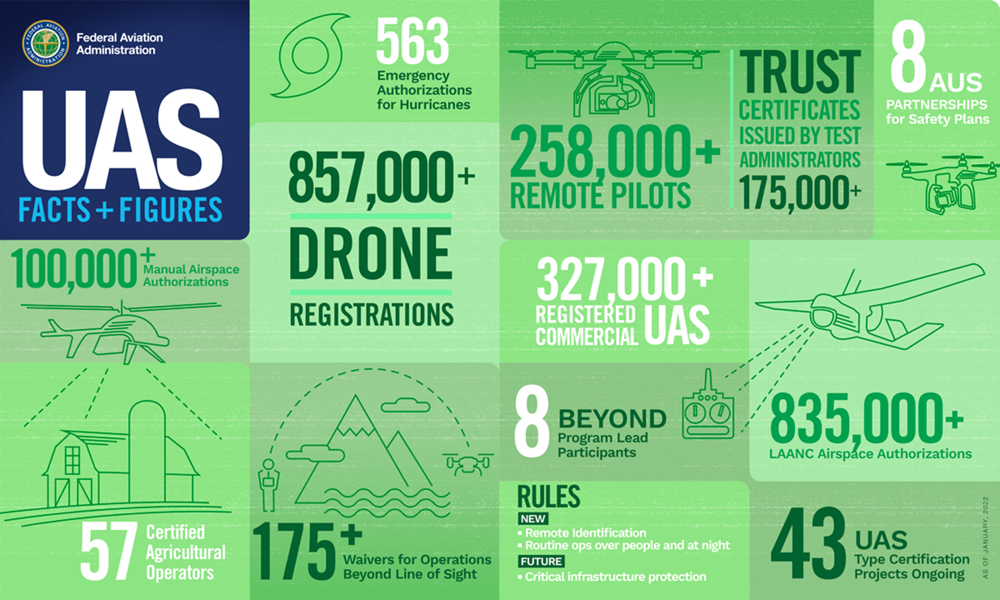 FEDERAL AVIATION
ADMINISTRATION
Federal Aviation
Administration
UAS
FACTS + FIGURES
563
Emergency
Authorizations
for Hurricanes
857,000+
DRONE
REGISTRATIONS
258,000+
REMOTE PILOTS
TRUST
CERTIFICATES
ISSUED BY TEST
ADMINISTRATORS
175,000+
8 AUS
PARTNERSHIPS
for Safety Plans
100,000+
Manual Airspace
Authorizations
327,000+
REGISTERED
COMMERCIAL UAS
835,000+
LAANC Airspace Authorizations
57
Certified
Agricultural
Operators
175+
Waivers for Operations
Beyond Line of Sight
8
BEYOND
Program Lead
Participants
RULES
NEW
▪ Remote Identification
▪ Routine ops over people and at night
FUTURE
▪ Critical infrastructure protection
43
UAS
Type Certification
Projects Ongoing
AS OF JANUARY, 2022